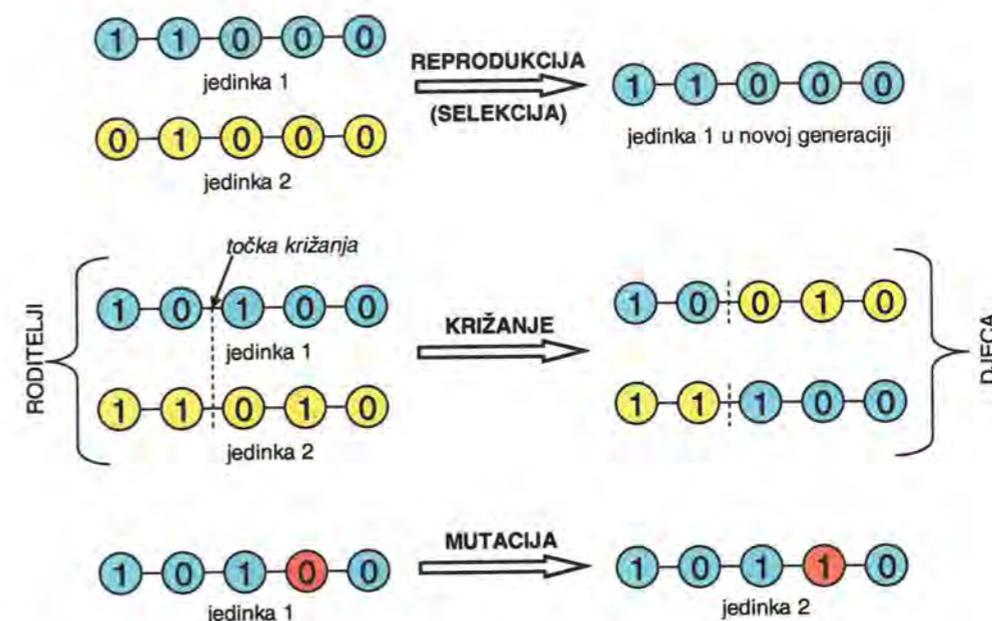 1 1 0 0 0
jedinka 1
0 1 0 0 0
jedinka 2
REPRODUKCIJA
(SELEKCIJA)
1 1 0 0 0
jedinka 1 u novoj generaciji
RODITELJI
točka križanja
1 0 1 0 0
jedinka 1
1 1 0 1 0
jedinka 2
KRIŽANJE
1 0 0 1 0
1 1 1 0 0
DJECA
1 0 1 0 0
jedinka 1
MUTACIJA
1 0 1 1 0
jedinka 2